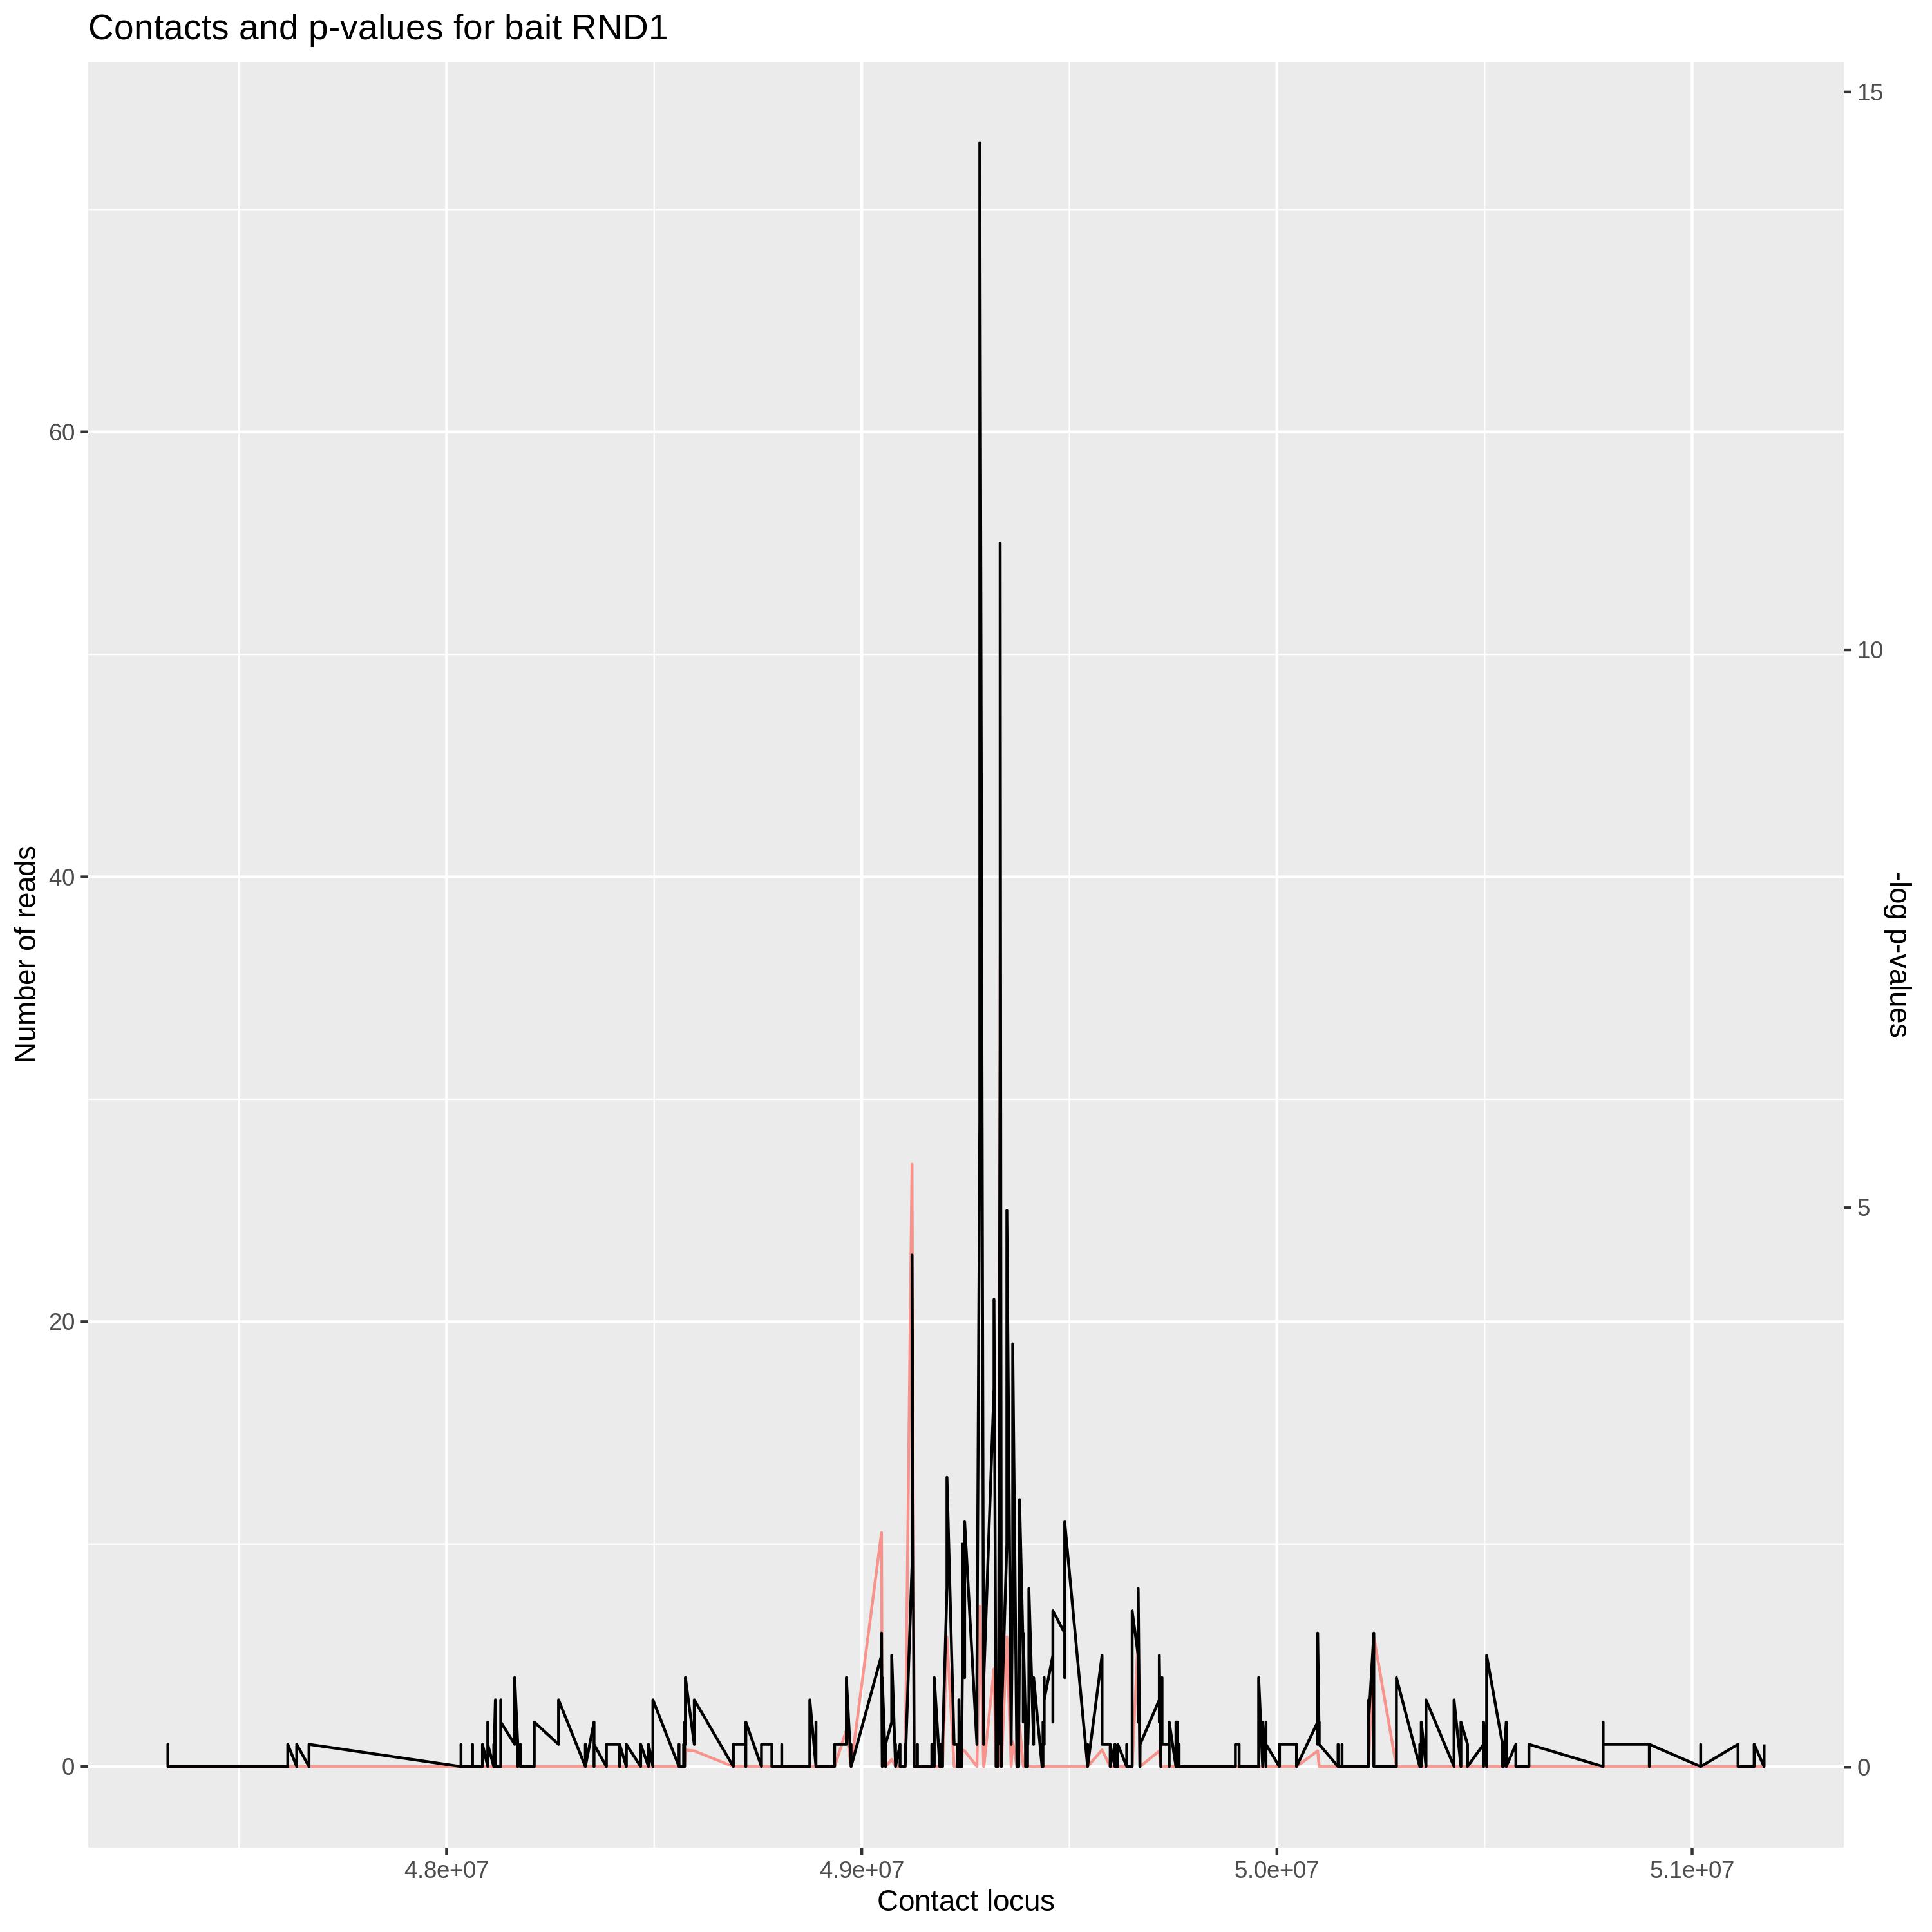 Contacts and p-values for bait RND1
15
60
10
40
Number of reads
-log p-values
5
20
0
0
4.8e+07
4.9e+07
5.0e+07
5.1e+07
Contact locus